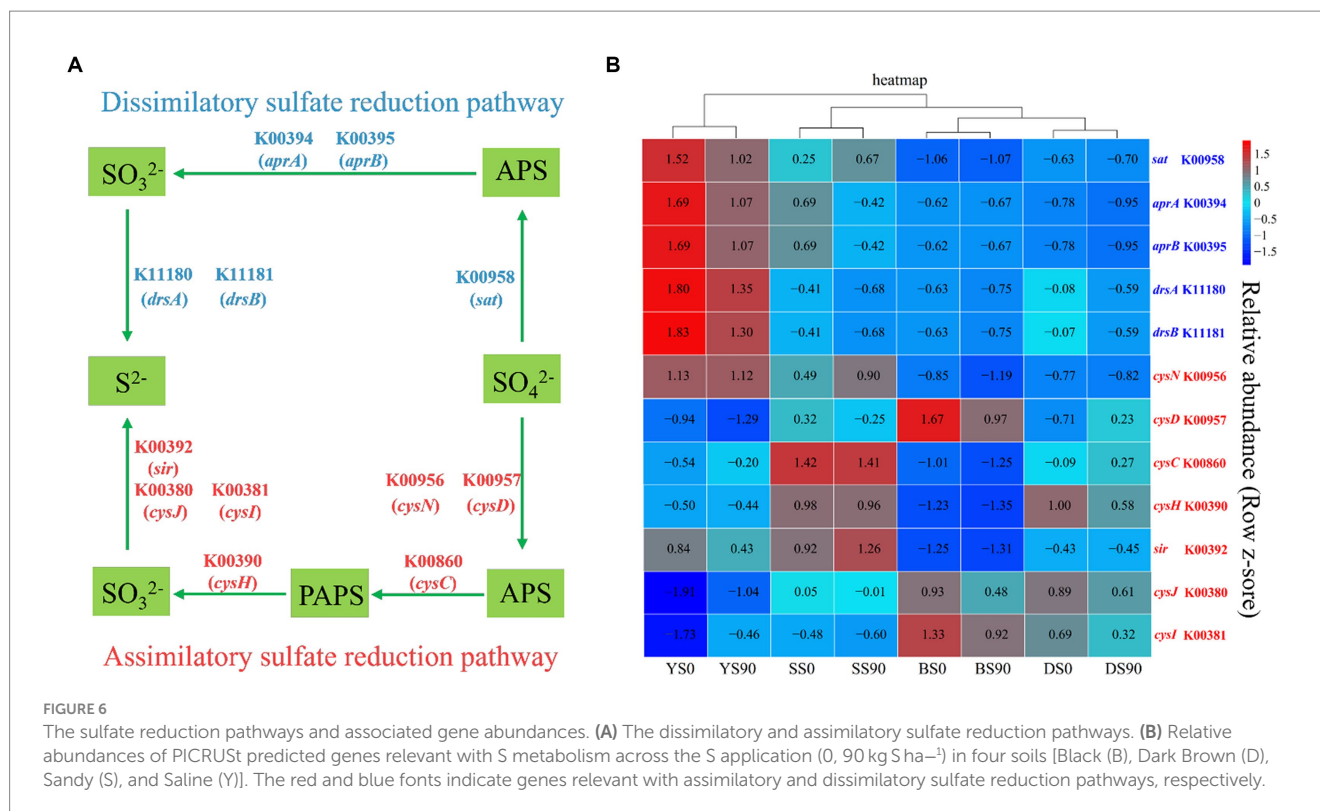 A
Dissimilatory sulfate reduction pathway
K00394 K00395
(aprA) (aprB)
SO₃²⁻
APS
K11180 K11181
(drsA) (drsB)
K00958
(sat)
S²⁻
SO₄²⁻
K00392
(sir)
K00380 K00381
(cysJ) (cysI)
K00956 K00957
(cysN) (cysD)
K00390
(cysH)
K00860
(cysC)
SO₃²⁻
PAPS
APS
Assimilatory sulfate reduction pathway
B
heatmap
1.52 1.02 0.25 0.67 −1.06 −1.07 −0.63 −0.70 sat K00958
1.69 1.07 0.69 −0.42 −0.62 −0.67 −0.78 −0.95 aprA K00394
1.69 1.07 0.69 −0.42 −0.62 −0.67 −0.78 −0.95 aprB K00395
1.80 1.35 −0.41 −0.68 −0.63 −0.75 −0.08 −0.59 drsA K11180
1.83 1.30 −0.41 −0.68 −0.63 −0.75 −0.07 −0.59 drsB K11181
1.13 1.12 0.49 0.90 −0.85 −1.19 −0.77 −0.82 cysN K00956
−0.94 −1.29 0.32 −0.25 1.67 0.97 −0.71 0.23 cysD K00957
−0.54 −0.20 1.42 1.41 −1.01 −1.25 −0.09 0.27 cysC K00860
−0.50 −0.44 0.98 0.96 −1.23 −1.35 1.00 0.58 cysH K00390
0.84 0.43 0.92 1.26 −1.25 −1.31 −0.43 −0.45 sir K00392
−1.91 −1.04 0.05 −0.01 0.93 0.48 0.89 0.61 cysJ K00380
−1.73 −0.46 −0.48 −0.60 1.33 0.92 0.69 0.32 cysI K00381
YS0 YS90 SS0 SS90 BS0 BS90 DS0 DS90
1.5
1
0.5
0
−0.5
−1
−1.5
Relative abundance (Row z-sore)
FIGURE 6
The sulfate reduction pathways and associated gene abundances. (A) The dissimilatory and assimilatory sulfate reduction pathways. (B) Relative
abundances of PICRUSt predicted genes relevant with S metabolism across the S application (0, 90 kg S ha–¹) in four soils [Black (B), Dark Brown (D),
Sandy (S), and Saline (Y)]. The red and blue fonts indicate genes relevant with assimilatory and dissimilatory sulfate reduction pathways, respectively.